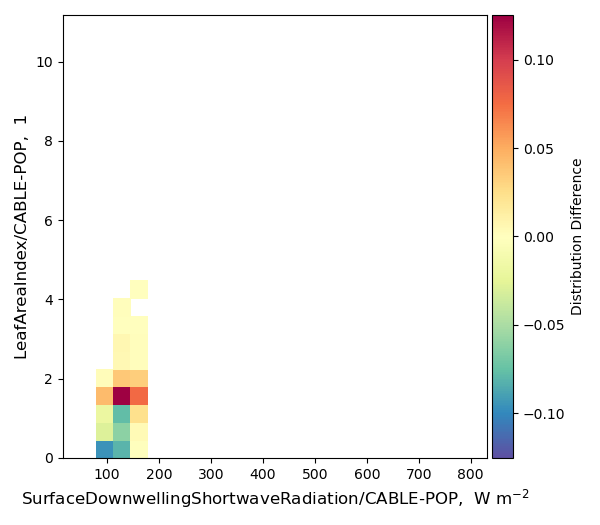 10
8
6
4
2
0
LeafAreaIndex/CABLE-POP,  1
100 200 300 400 500 600 700 800
SurfaceDownwellingShortwaveRadiation/CABLE-POP,  W m⁻²
0.10
0.05
0.00
−0.05
−0.10
Distribution Difference